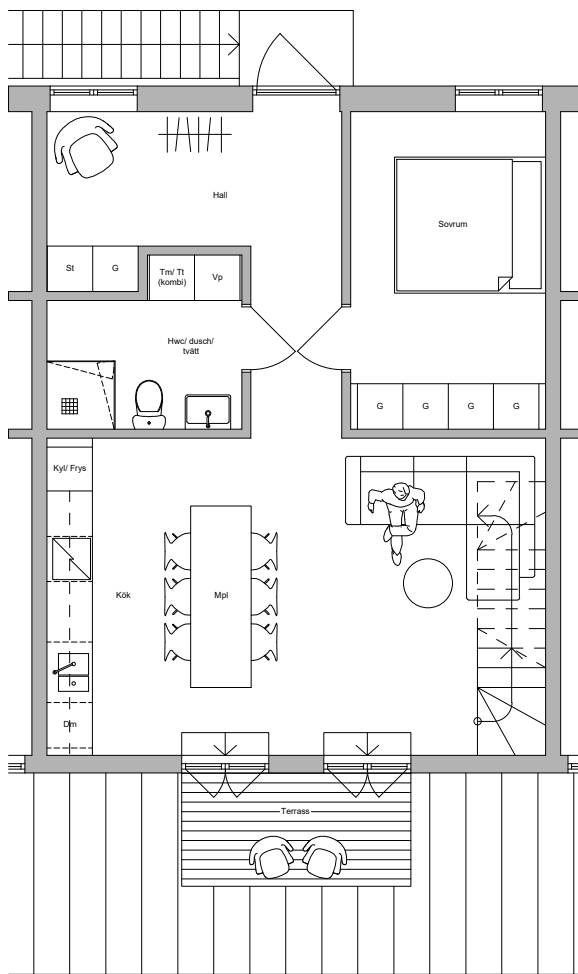 Hall
Sovrum
St
G
Tm/ Tt
(kombi)
Vp
Hwc/ dusch/
tvätt
G
G
G
G
Kyl/ Frys
Kök
Mpl
Dm
Terrass